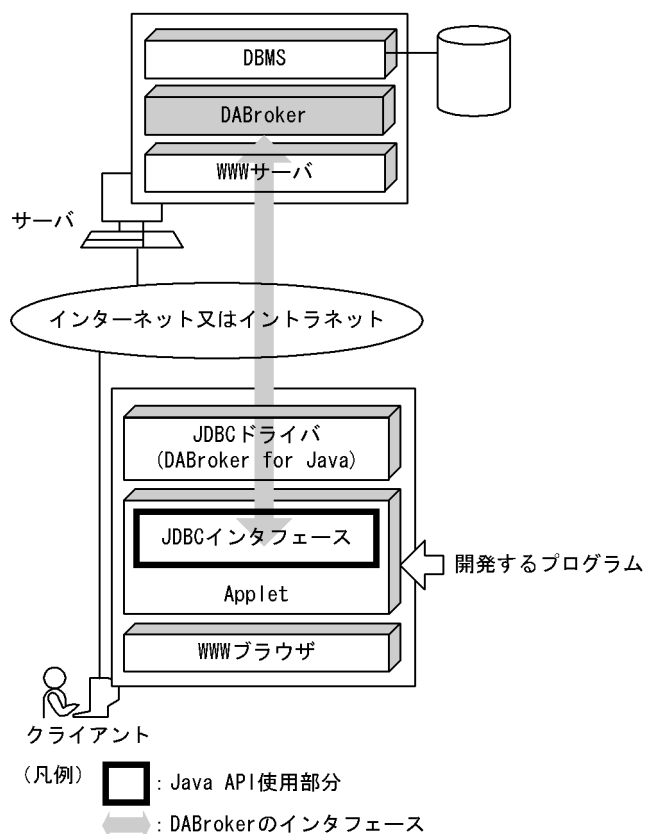 DBMS
DABroker
WWWサーバ
サーバ
インターネット又はイントラネット
JDBCドライバ
(DABroker for Java)
JDBCインタフェース
Applet
開発するプログラム
WWWブラウザ
クライアント
(凡例)
:Java API使用部分
:DABrokerのインタフェース